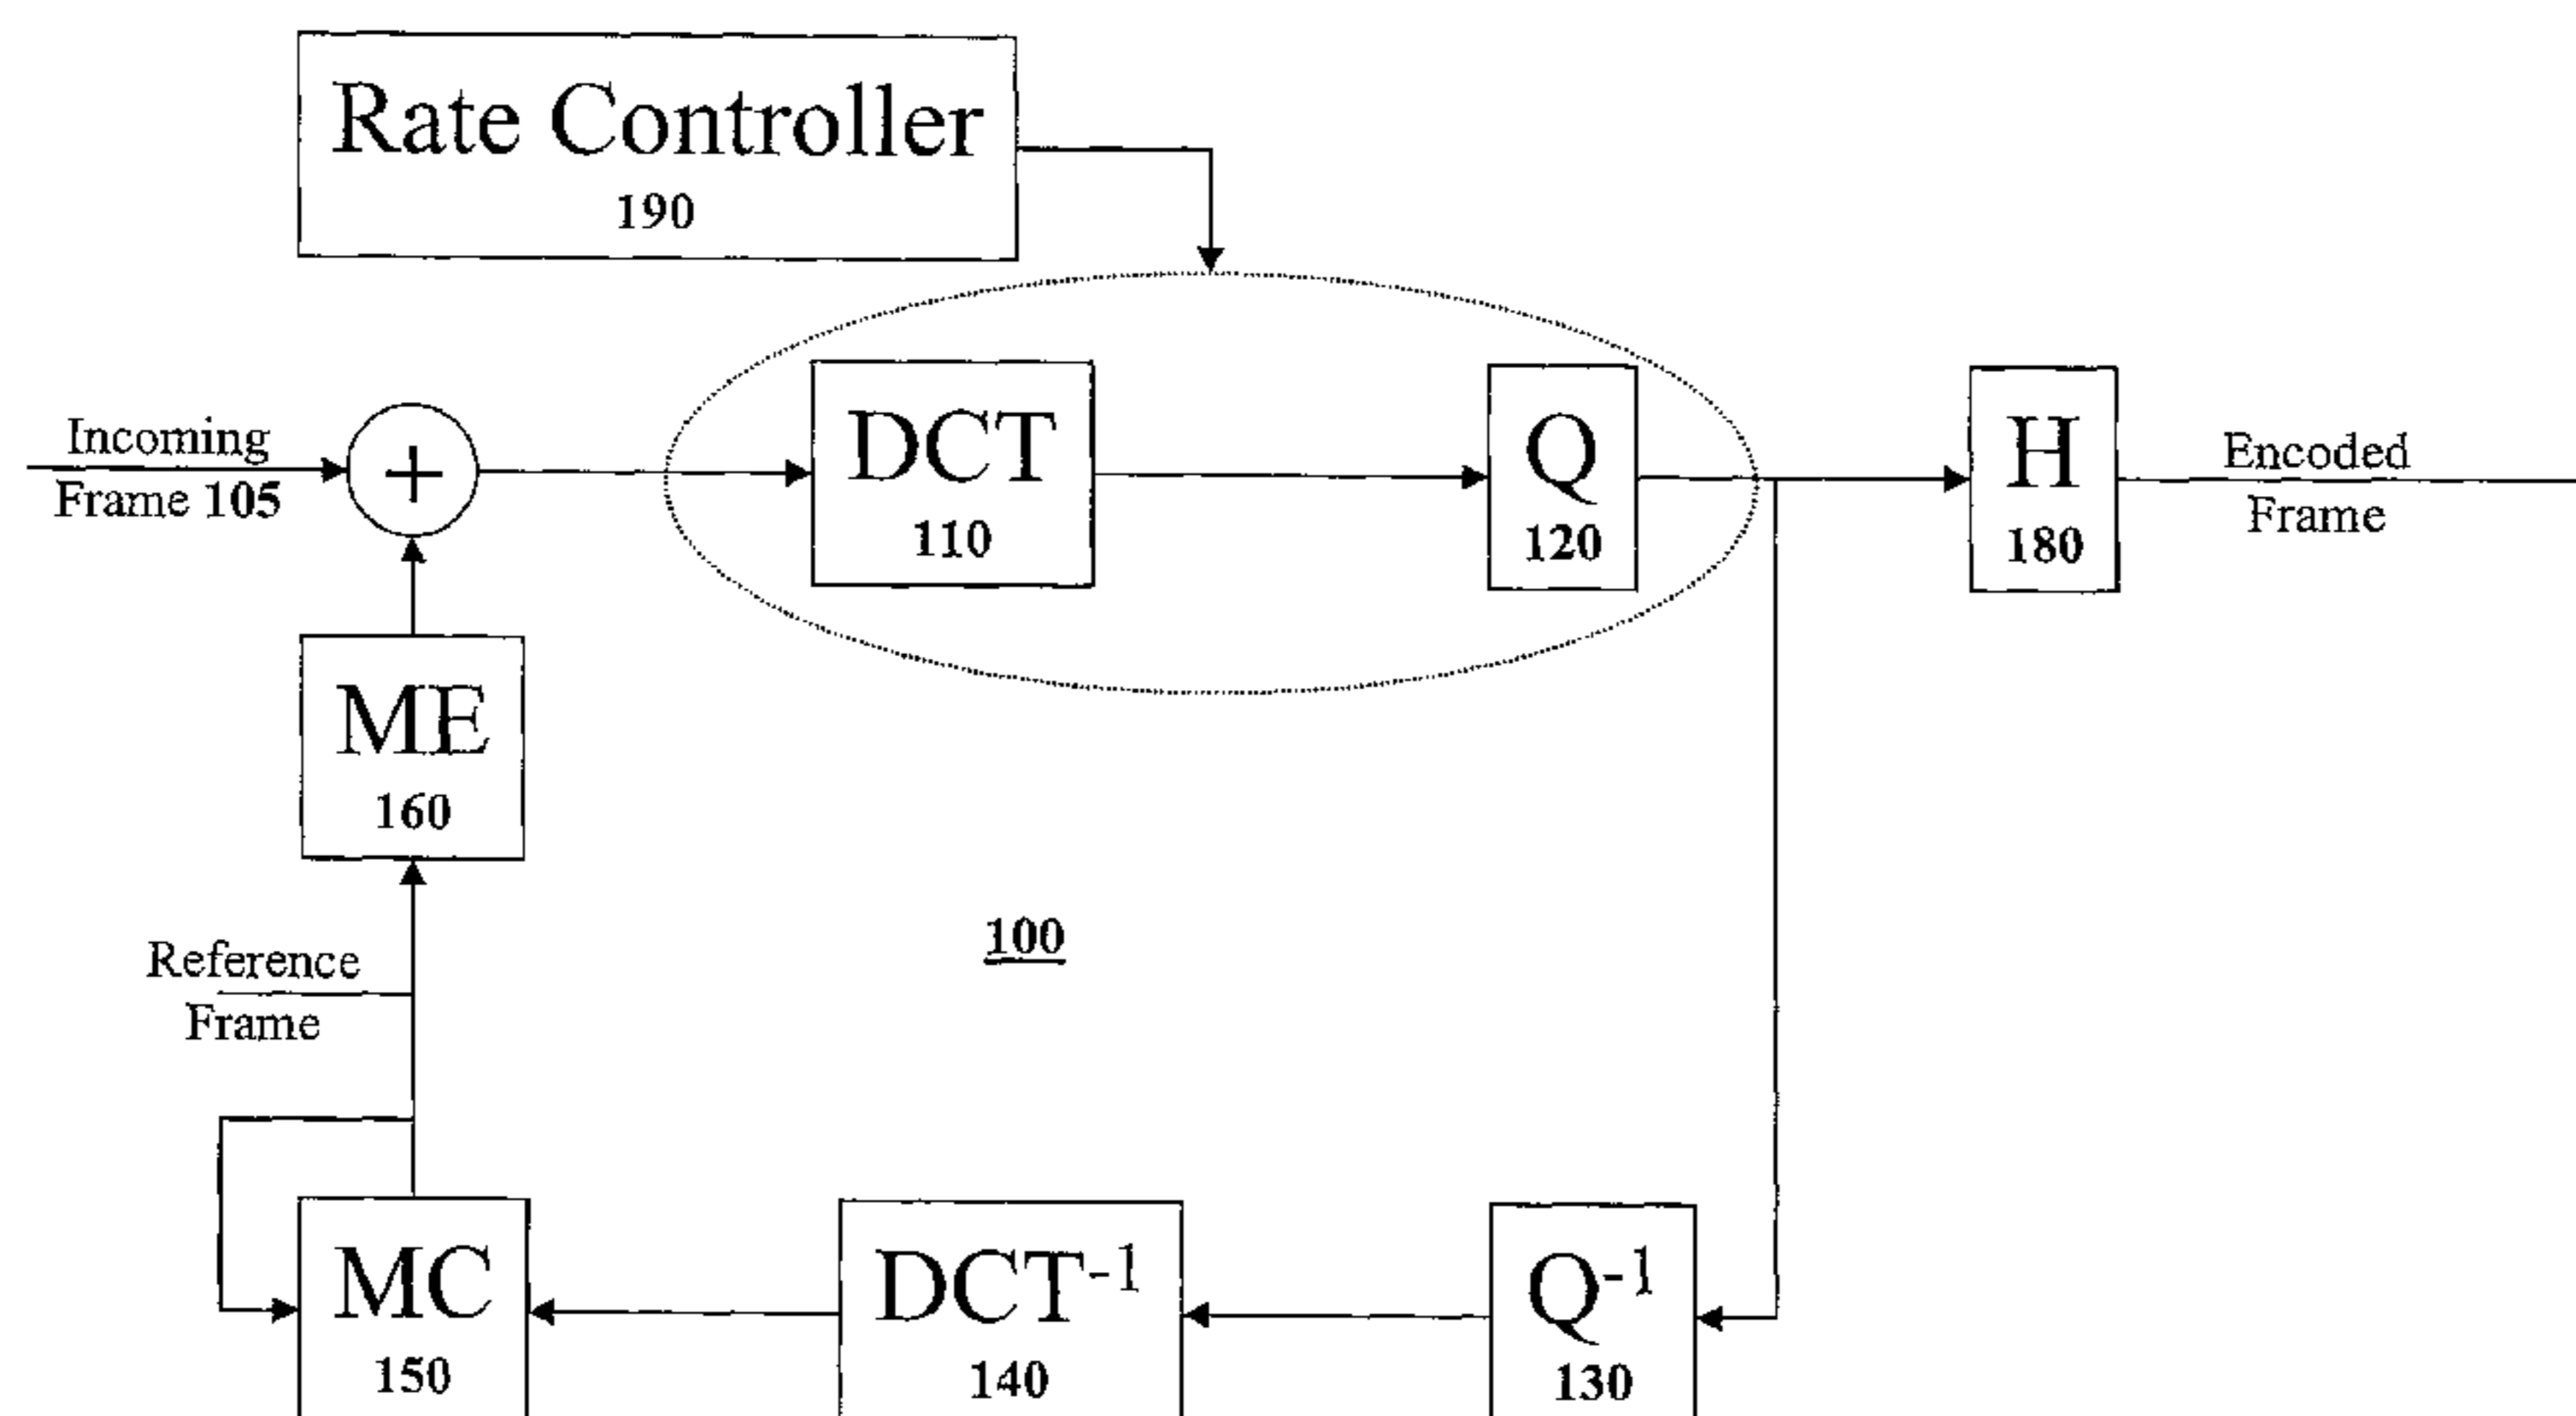 Rate Controller
190
Incoming
Frame 105
+
DCT
110
Q
120
H
180
Encoded
Frame
ME
160
100
Reference
Frame
MC
150
DCT-1
140
Q-1
130